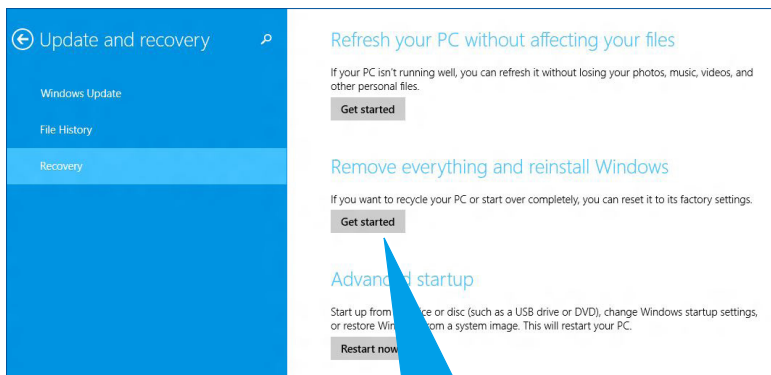 Update and recovery
Windows Update
File History
Recovery
Refresh your PC without affecting your files
If your PC isn't running well, you can refresh it without losing your photos, music, videos, and
other personal files.
Get started
Remove everything and reinstall Windows
If you want to recycle your PC or start over completely, you can reset it to its factory settings.
Get started
Advanced startup
Start up from ce or disc (such as a USB drive or DVD), change Windows startup settings,
or restore Win om a system image. This will restart your PC.
Restart now